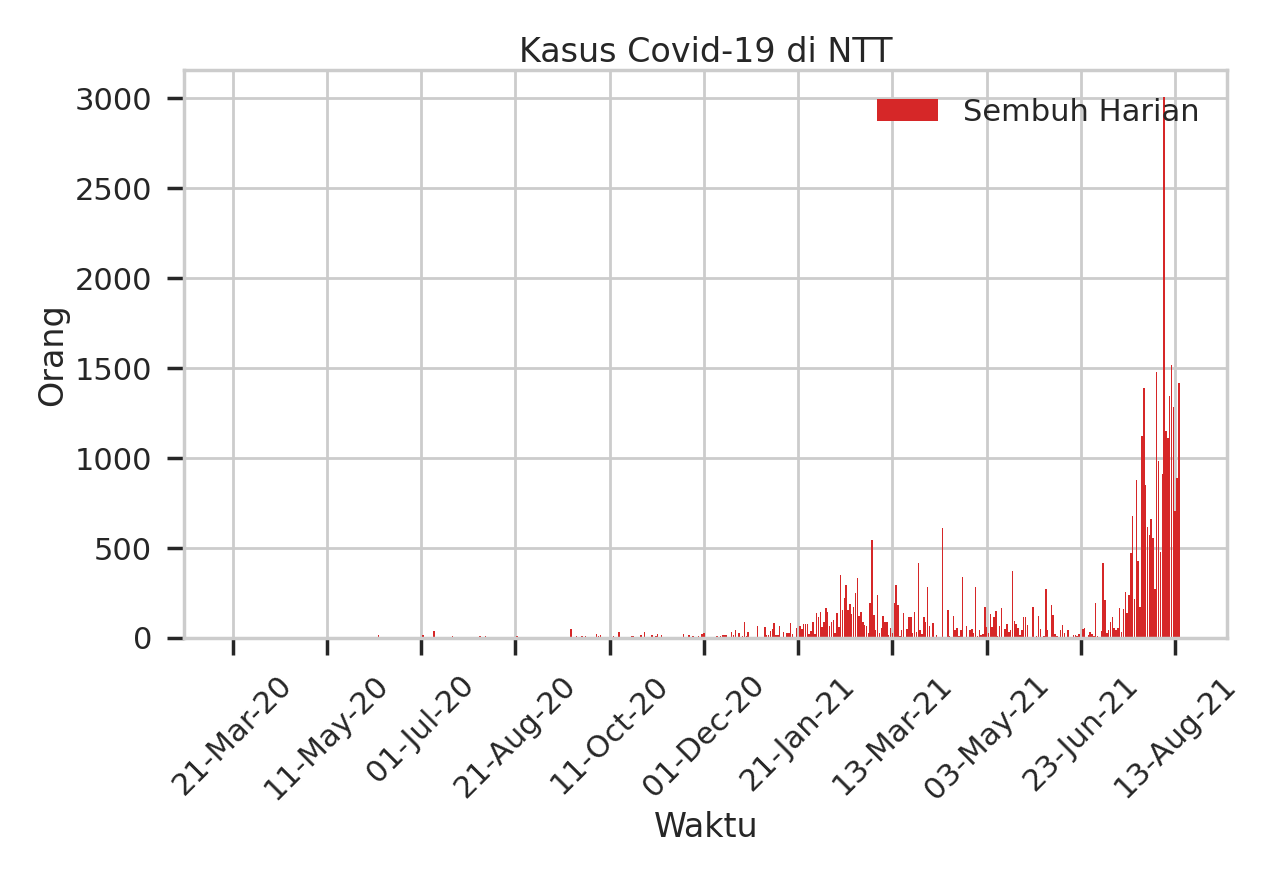 Kasus Covid-19 di NTT
Sembuh Harian
3000
2500
2000
1500
1000
500
0
Orang
21-Mar-20
11-May-20
01-Jul-20
21-Aug-20
11-Oct-20
01-Dec-20
21-Jan-21
13-Mar-21
03-May-21
23-Jun-21
13-Aug-21
Waktu